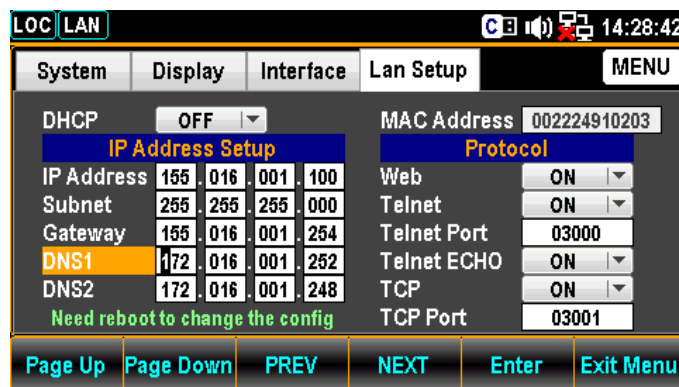 LOC LAN C 14:28:42
System Display Interface Lan Setup MENU
DHCP OFF
IP Address Setup
IP Address 155 . 016 . 001 . 100
Subnet 255 . 255 . 255 . 000
Gateway 155 . 016 . 001 . 254
DNS1 172 . 016 . 001 . 252
DNS2 172 . 016 . 001 . 248
Need reboot to change the config
MAC Address 002224910203
Protocol
Web ON
Telnet ON
Telnet Port 03000
Telnet ECHO ON
TCP ON
TCP Port 03001
Page Up Page Down PREV NEXT Enter Exit Menu